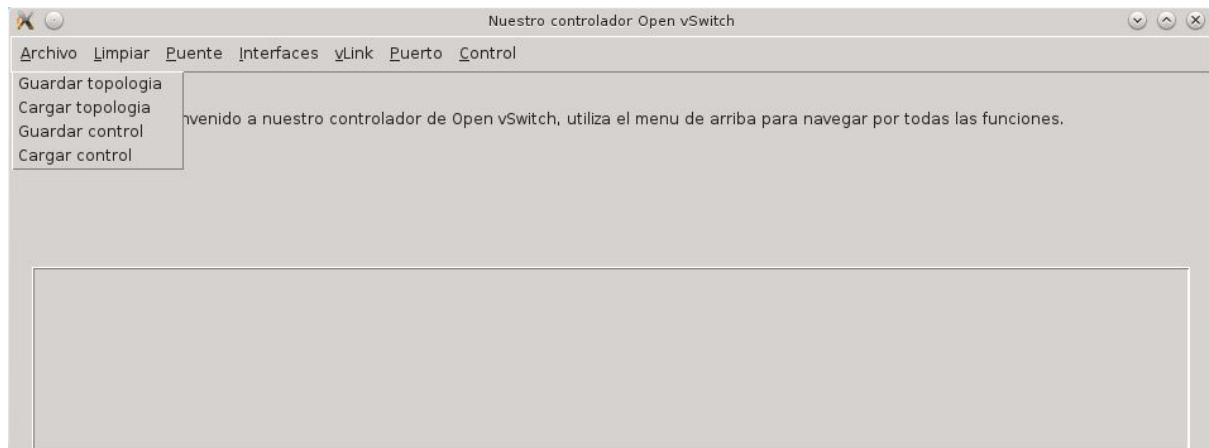 Nuestro controlador Open vSwitch
Archivo Limpiar Puente Interfaces vLink Puerto Control
Guardar topologia
Cargar topologia
nvenido a nuestro controlador de Open vSwitch, utiliza el menu de arriba para navegar por todas las funciones.
Guardar control
Cargar control